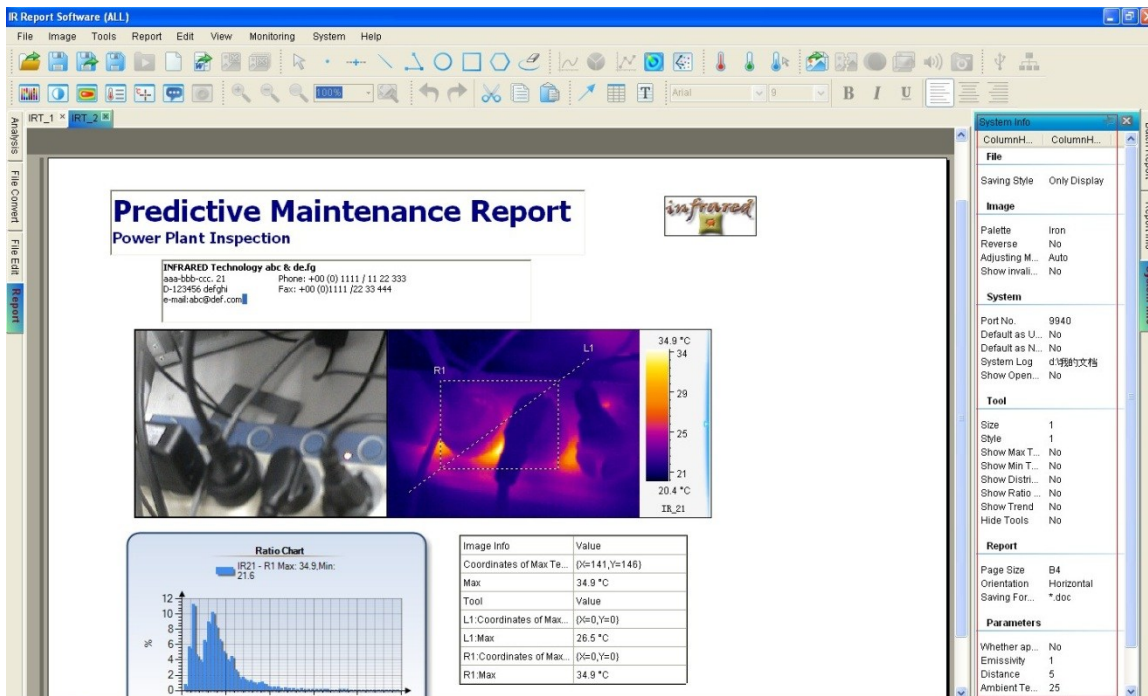 IR Report Software (ALL)
File Image Tools Report Edit View Monitoring System Help
100% Arial 9 B I U
IRT_1 IRT_2
Analysis
File Convert
File Edit
Report
Predictive Maintenance Report
Power Plant Inspection
infrared
INFRARED Technology abc & de.fg
aaa-bbb-ccc. 21 Phone: +00 (0) 1111 / 11 22 333
D-123456 defghi Fax: +00 (0)1111 /22 33 444
e-mail:abc@def.com
L1
R1
34.9 °C
34
29
25
21
20.4 °C
IR_21
Ratio Chart
IR21 - R1 Max: 34.9,Min:
21.6
%
12
10
8
6
4
2
0
Image Info Value
Coordinates of Max Te... (X=141,Y=146)
Max 34.9 °C
Tool Value
L1:Coordinates of Max... (X=0,Y=0)
L1:Max 26.5 °C
R1:Coordinates of Max... (X=0,Y=0)
R1:Max 34.9 °C
System Info
ColumnH... ColumnH...
File
Saving Style Only Display
Image
Palette Iron
Reverse No
Adjusting M... Auto
Show invali... No
System
Port No. 9940
Default as U... No
Default as N... No
System Log d:\我的文档
Show Open... No
Tool
Size 1
Style 1
Show Max T... No
Show Min T... No
Show Distri... No
Show Ratio ... No
Show Trend No
Hide Tools No
Report
Page Size B4
Orientation Horizontal
Saving For... *.doc
Parameters
Whether ap... No
Emissivity 1
Distance 5
Ambient Te... 25